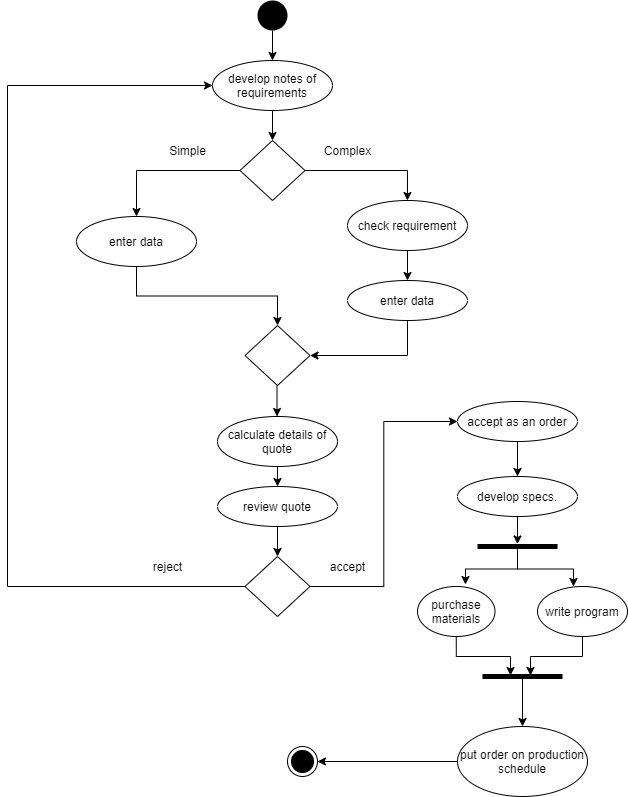 develop notes of
requirements
Simple
Complex
enter data
check requirement
enter data
calculate details of
quote
review quote
reject
accept
accept as an order
develop specs.
purchase
materials
write program
put order on production
schedule